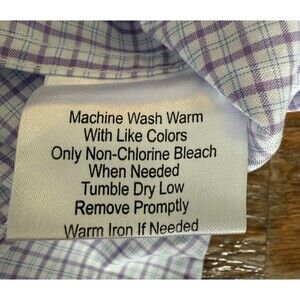 Machine Wash Warm
With Like Colors
Only Non-Chlorine Bleach
When Needed
Tumble Dry Low
Remove Promptly
Warm Iron If Needed